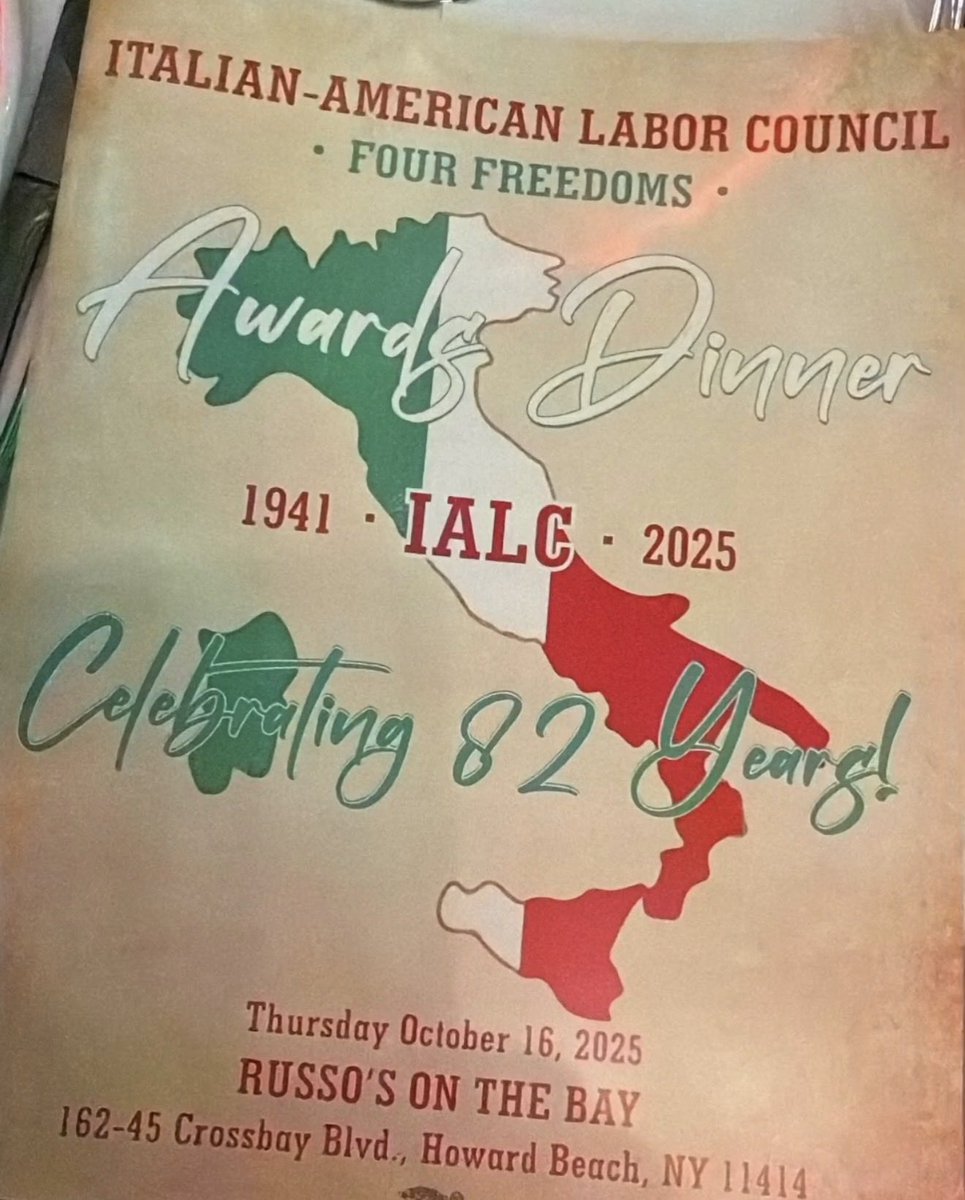 ITALIAN-AMERICAN LABOR COUNCIL
· FOUR FREEDOMS ·
Awards Dinner
1941 · IALC · 2025
Celebrating 82 Years!
Thursday October 16, 2025
RUSSO'S ON THE BAY
162-45 Crossbay Blvd., Howard Beach, NY 11414